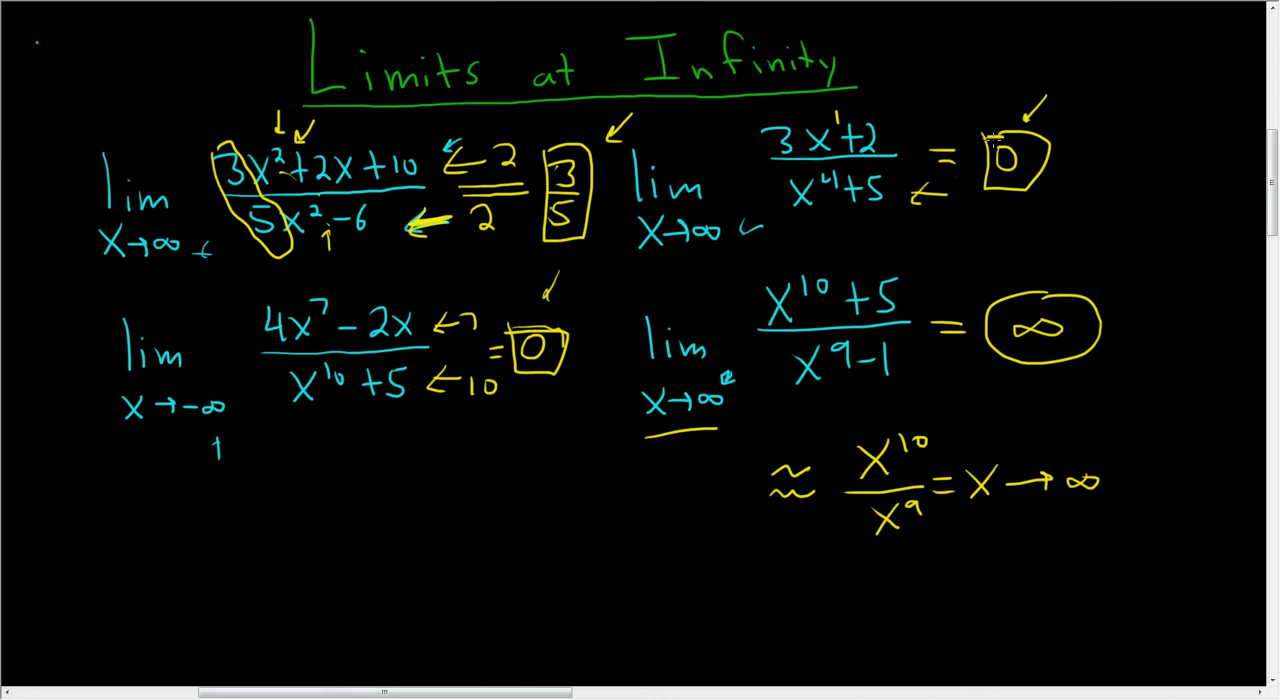 Limits at Infinity
lim x→∞ (3x² + 2x + 10)/(5x² - 6) ← 2 ← 2 = 3/5
lim x→∞ (3x¹ + 2)/(x⁴ + 5) = 0
lim x→-∞ (4x⁷ - 2x)/(x¹⁰ + 5) ← 7 ← 10 = 0
lim x→∞ (x¹⁰ + 5)/(x⁹ - 1) = ∞
≈ x¹⁰/x⁹ = x → ∞